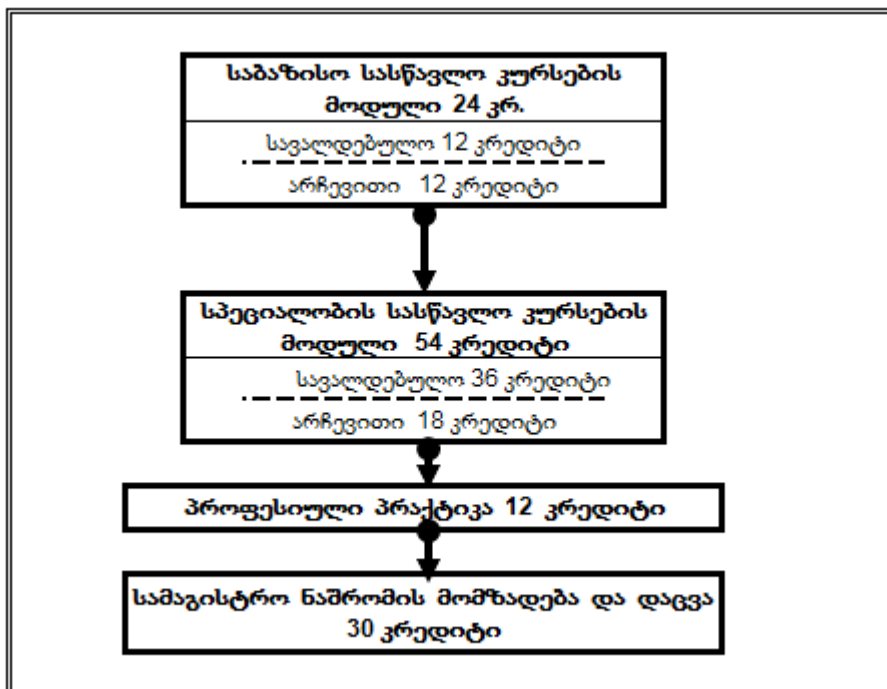 საბაზისო სასწავლო კურსების
მოდული 24 კრ.
სავალდებულო 12 კრედიტი
არჩევითი 12 კრედიტი
სპეციალობის სასწავლო კურსების
მოდული 54 კრედიტი
სავალდებულო 36 კრედიტი
არჩევითი 18 კრედიტი
პროფესიული პრაქტიკა 12 კრედიტი
სამაგისტრო ნაშრომის მომზადება და დაცვა
30 კრედიტი